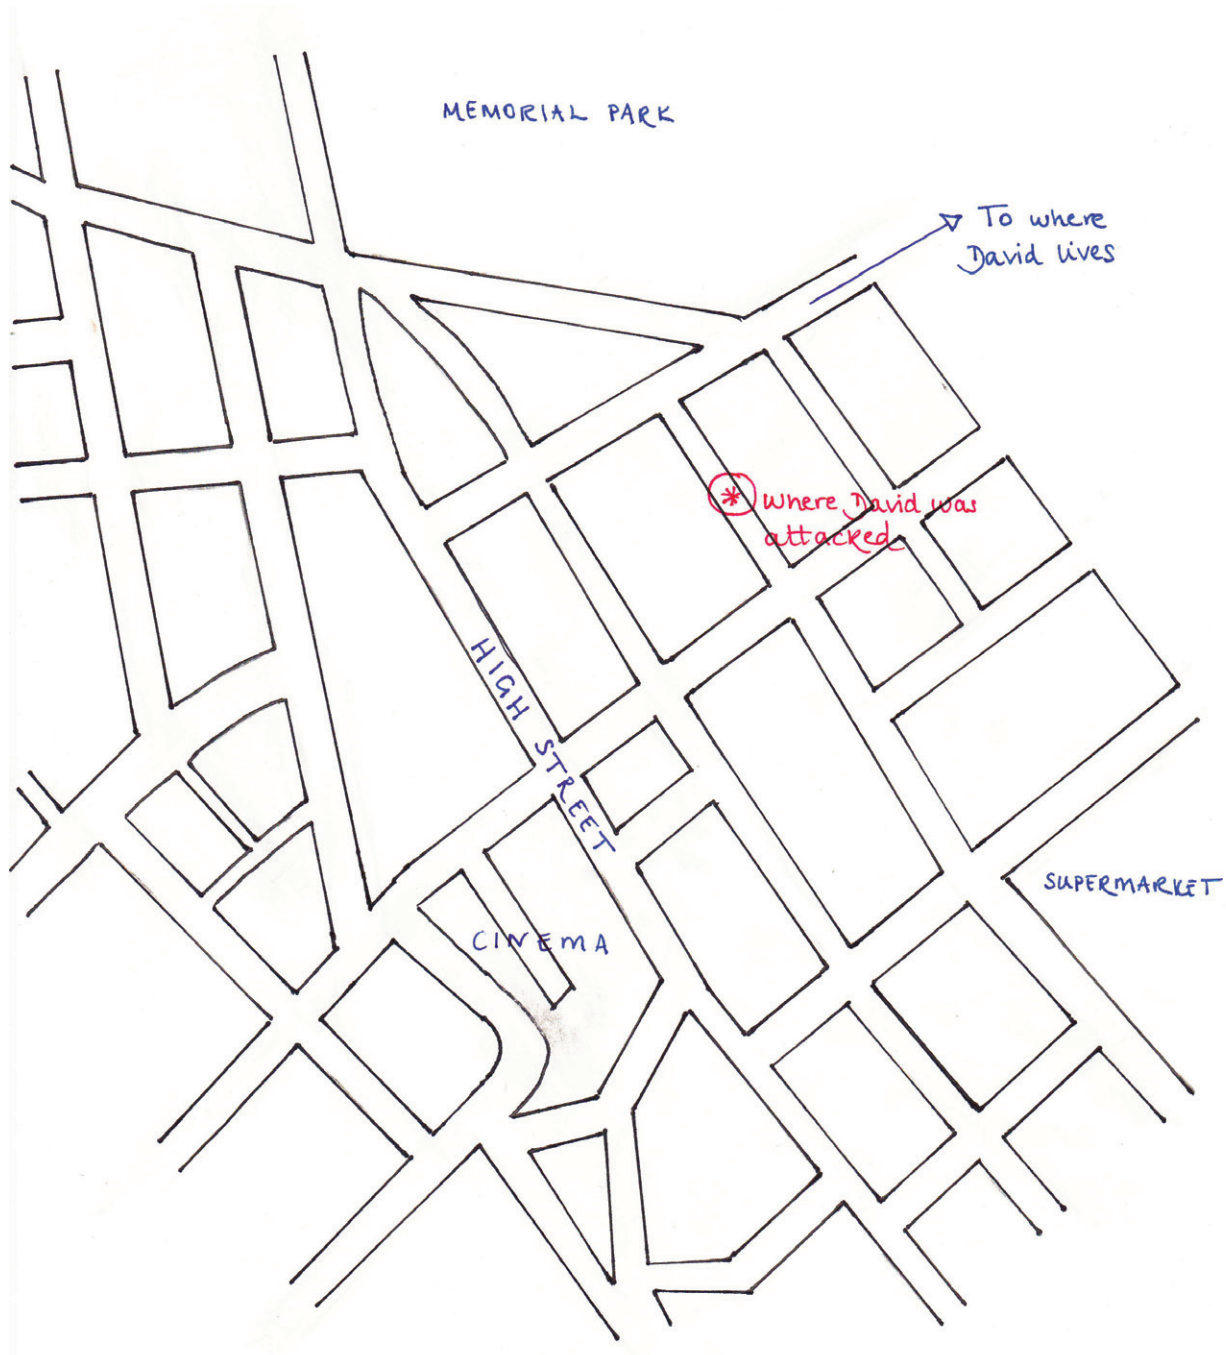 MEMORIAL PARK
To where
David lives
Where David was
attacked
HIGH STREET
SUPERMARKET
CINEMA